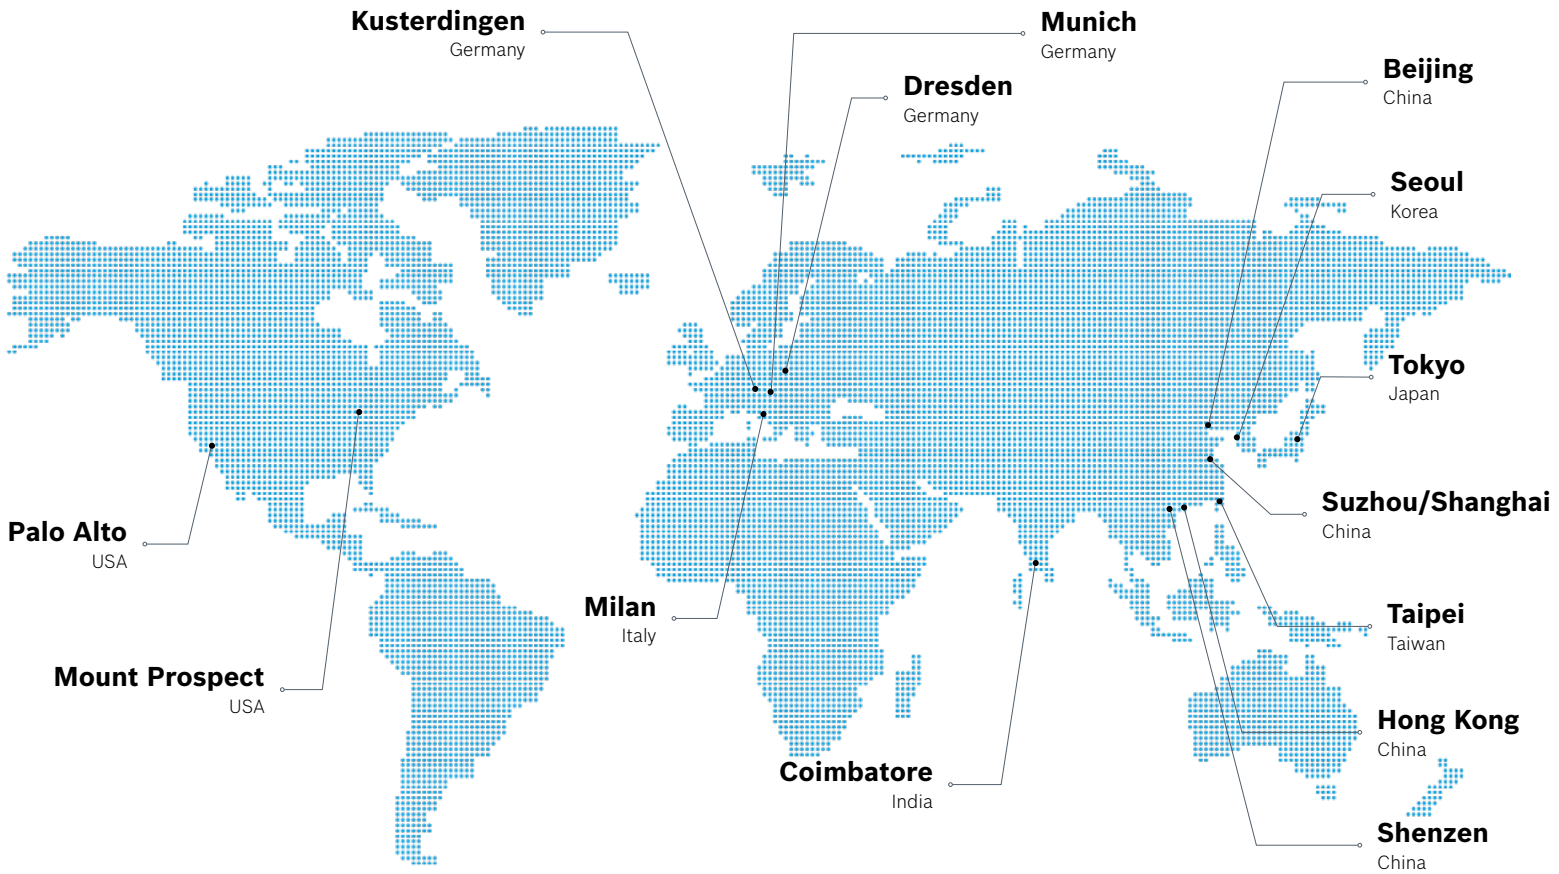 Kusterdingen
Germany
Munich
Germany
Dresden
Germany
Beijing
China
Seoul
Korea
Tokyo
Japan
Suzhou/Shanghai
China
Palo Alto
USA
Milan
Italy
Taipei
Taiwan
Mount Prospect
USA
Hong Kong
China
Coimbatore
India
Shenzen
China